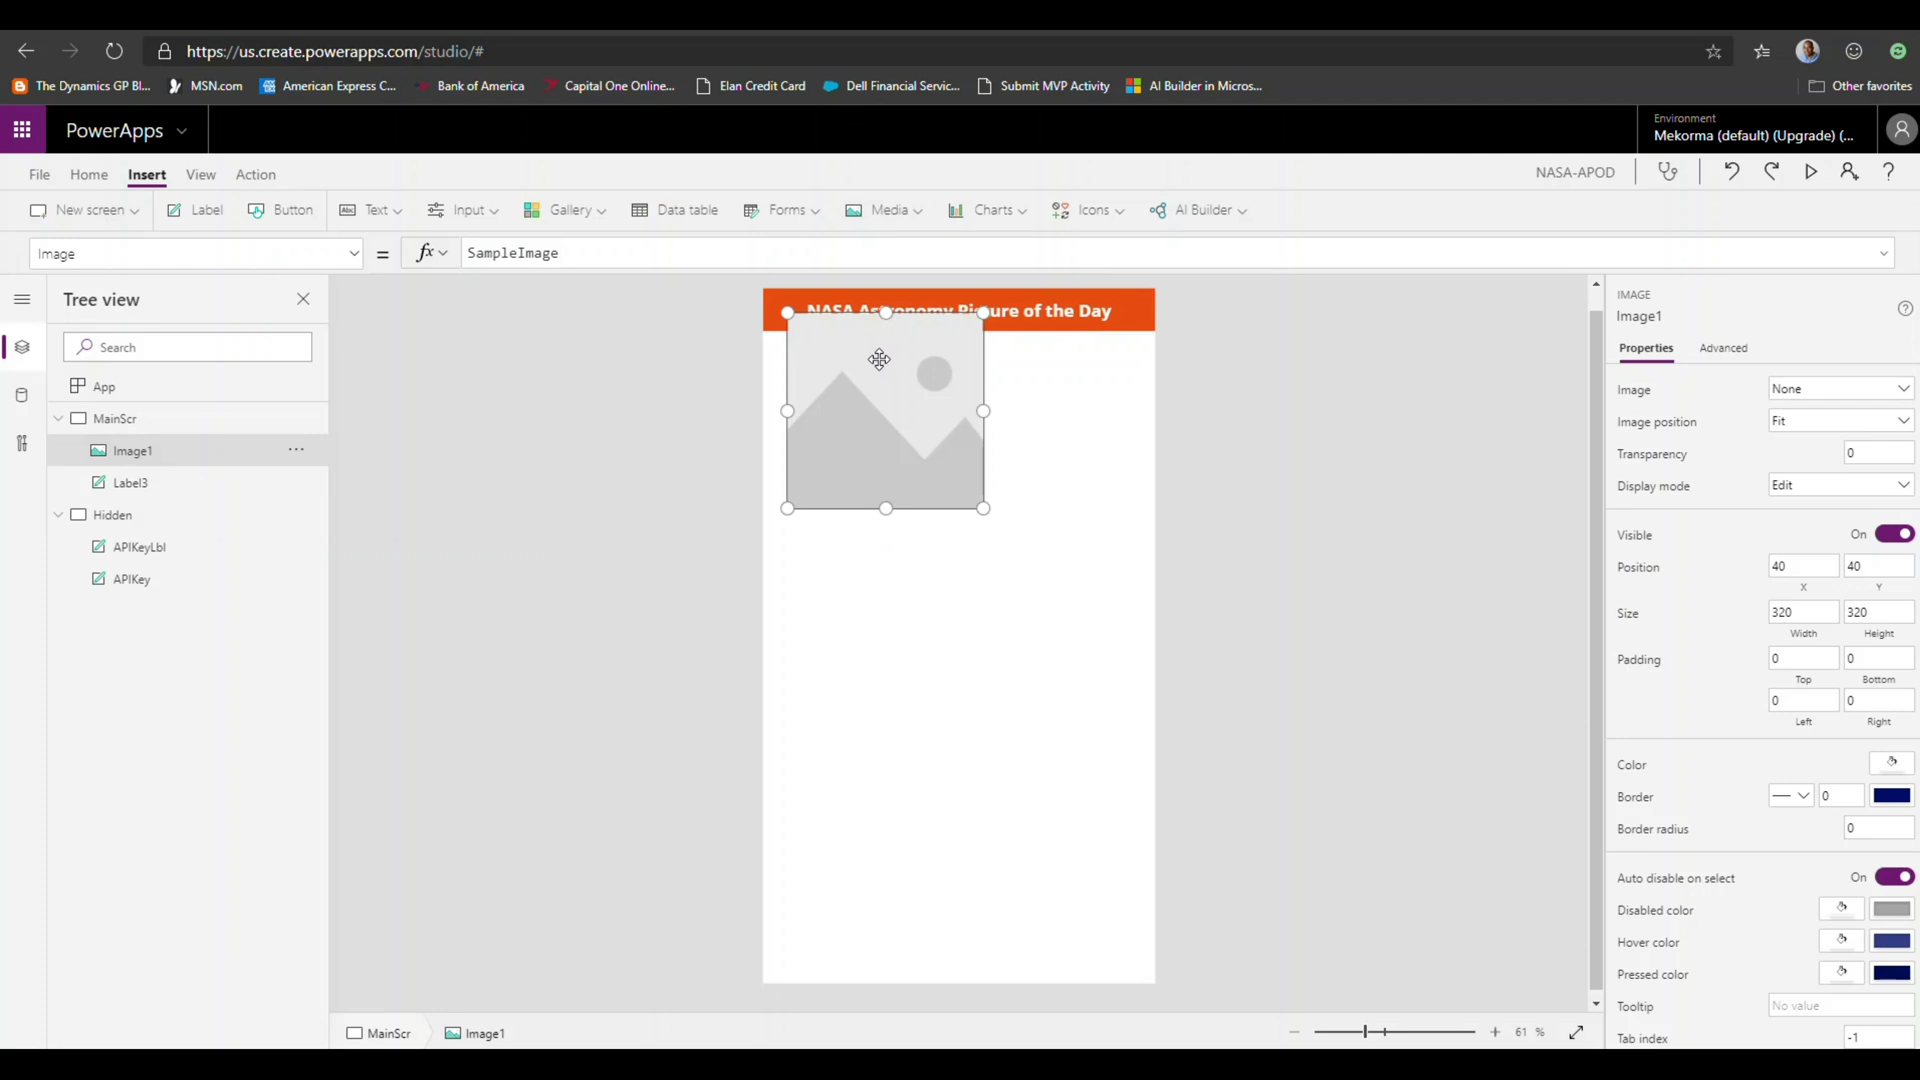 https://us.create.powerapps.com/studio/#
The Dynamics GP Bl... MSN.com American Express C... Bank of America Capital One Online... Elan Credit Card Dell Financial Servic... Submit MVP Activity AI Builder in Micros... Other favorites
PowerApps
Environment
Mekorma (default) (Upgrade) (...
File Home Insert View Action NASA-APOD
New screen Label Button Text Input Gallery Data table Forms Media Charts Icons AI Builder
Image = fx SampleImage
Tree view
Search
App
MainScr
Image1
Label3
Hidden
APIKeyLbl
APIKey
NASA Astronomy Picture of the Day
IMAGE
Image1
Properties Advanced
Image None
Image position Fit
Transparency 0
Display mode Edit
Visible On
Position 40 40
X Y
Size 320 320
Width Height
Padding 0 0
Top Bottom
0 0
Left Right
Color
Border 0
Border radius 0
Auto disable on select On
Disabled color
Hover color
Pressed color
Tooltip No value
Tab index -1
MainScr Image1 61 %